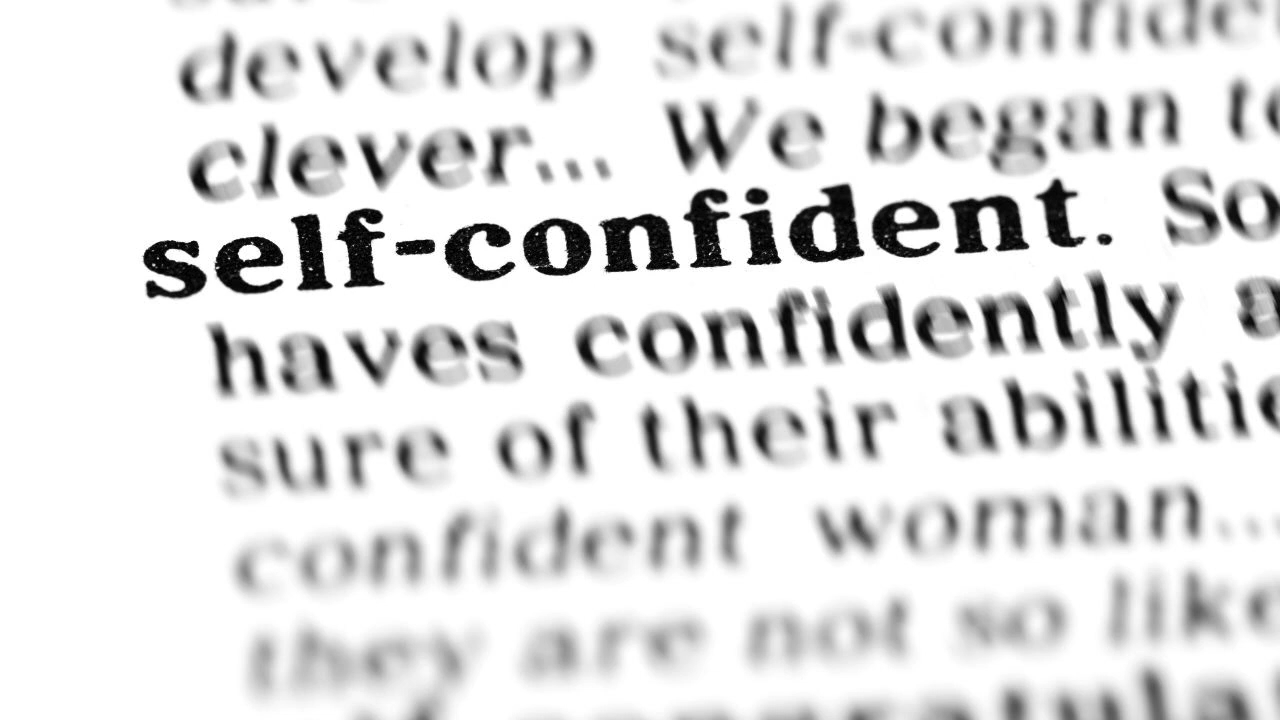 develop self-confide
clever... We began t
self-confident. So
haves confidently a
sure of their abilitie
confident woman...
they are not so like